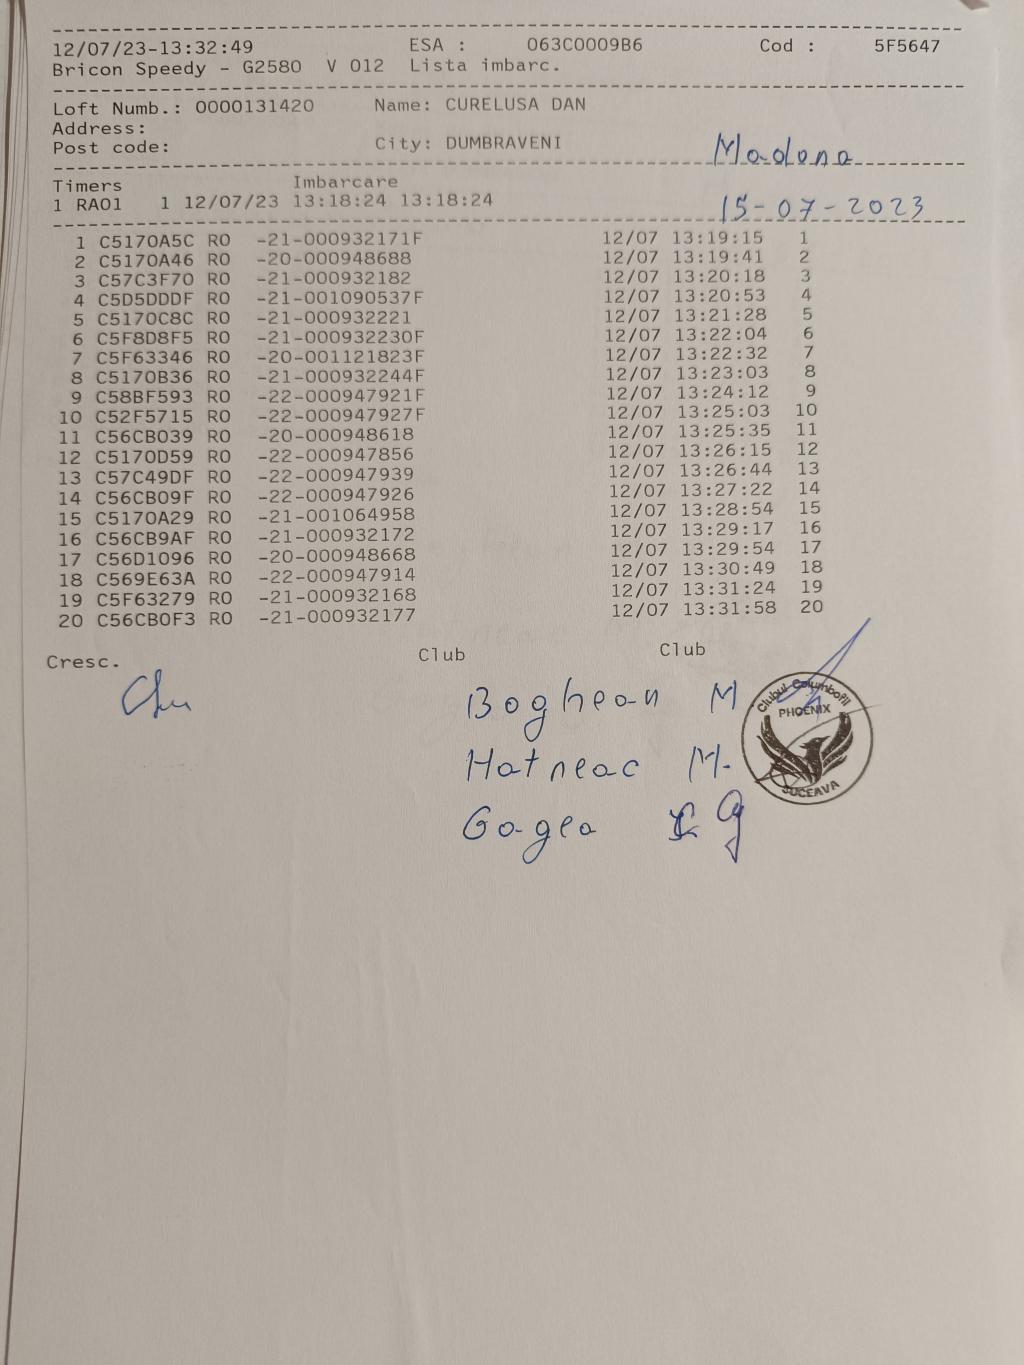 12/07/23-13:32:49 ESA : 063C0009B6 Cod : 5F5647
Bricon Speedy - G2580 V 012 Lista imbarc.
Loft Numb.: 0000131420 Name: CURELUSA DAN
Address:
Post code: City: DUMBRAVENI
Madona
Timers Imbarcare
1 RA01 1 12/07/23 13:18:24 13:18:24
15-07-2023
1 C5170A5C RO -21-000932171F 12/07 13:19:15 1
2 C5170A46 RO -20-000948688 12/07 13:19:41 2
3 C57C3F70 RO -21-000932182 12/07 13:20:18 3
4 C5D5DDDF RO -21-001090537F 12/07 13:20:53 4
5 C5170C8C RO -21-000932221 12/07 13:21:28 5
6 C5F8D8F5 RO -21-000932230F 12/07 13:22:04 6
7 C5F63346 RO -20-001121823F 12/07 13:22:32 7
8 C5170B36 RO -21-000932244F 12/07 13:23:03 8
9 C58BF593 RO -22-000947921F 12/07 13:24:12 9
10 C52F5715 RO -22-000947927F 12/07 13:25:03 10
11 C56CB039 RO -20-000948618 12/07 13:25:35 11
12 C5170D59 RO -22-000947856 12/07 13:26:15 12
13 C57C49DF RO -22-000947939 12/07 13:26:44 13
14 C56CB09F RO -22-000947926 12/07 13:27:22 14
15 C5170A29 RO -21-001064958 12/07 13:28:54 15
16 C56CB9AF RO -21-000932172 12/07 13:29:17 16
17 C56D1096 RO -20-000948668 12/07 13:29:54 17
18 C569E63A RO -22-000947914 12/07 13:30:49 18
19 C5F63279 RO -21-000932168 12/07 13:31:24 19
20 C56CB0F3 RO -21-000932177 12/07 13:31:58 20
Cresc. Club Club
Boghean M
Hatneac M.
Gagea
Clubul Columbofil
PHOENIX
SUCEAVA